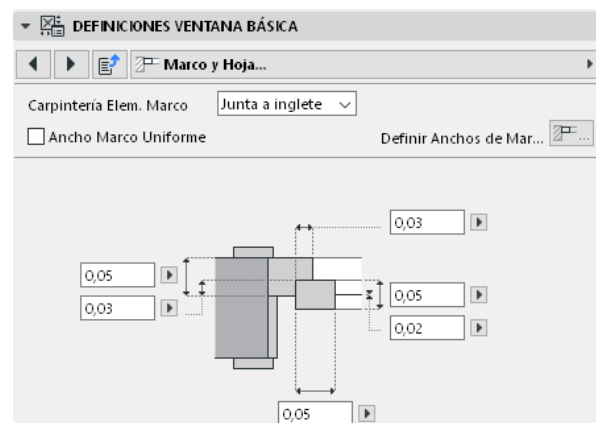 DEFINICIONES VENTANA BÁSICA
Marco y Hoja...
Carpintería Elem. Marco Junta a inglete
Ancho Marco Uniforme Definir Anchos de Mar... ...
0,03
0,05
0,03
0,05
0,02
0,05